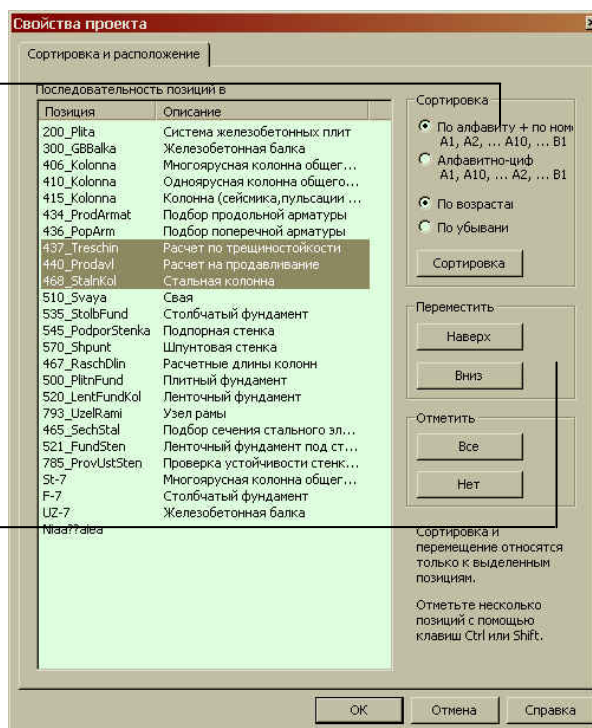 Свойства проекта
Сортировка и расположение
Последовательность позиций в
Позиция Описание
200_Plita Система железобетонных плит
300_GBBalka Железобетонная балка
406_Kolonna Многоярусная колонна общег...
410_Kolonna Одноярусная колонна общего...
415_Kolonna Колонна (сейсмика,пульсации ...
434_ProdArmat Подбор продольной арматуры
436_PopArm Подбор поперечной арматуры
437_Treschin Расчет по трещиностойкости
440_Prodavl Расчет на продавливание
468_StalnKol Стальная колонна
510_Svaya Свая
535_StolbFund Столбчатый фундамент
545_PodporStenka Подпорная стенка
570_Shpunt Шпунтовая стенка
467_RaschDlin Расчетные длины колонн
500_PlitnFund Плитный фундамент
520_LentFundKol Ленточный фундамент
793_UzelRami Узел рамы
465_SechStal Подбор сечения стального эл...
521_FundSten Ленточный фундамент под ст...
785_ProvUstSten Проверка устойчивости стенк...
St-7 Многоярусная колонна общег...
F-7 Столбчатый фундамент
UZ-7 Железобетонная балка
Сортировка
По алфавиту + по номе
A1, A2, ... A10, ... B1
Алфавитно-циф
A1, A10, ... A2, ... B1
По возрастаı
По убывани
Сортировка
Переместить
Наверх
Вниз
Отметить
Все
Нет
Сортировка и
перемещение относятся
только к выделенным
позициям.
Отметьте несколько
позиций с помощью
клавиш Ctrl или Shift.
OK Отмена Справка